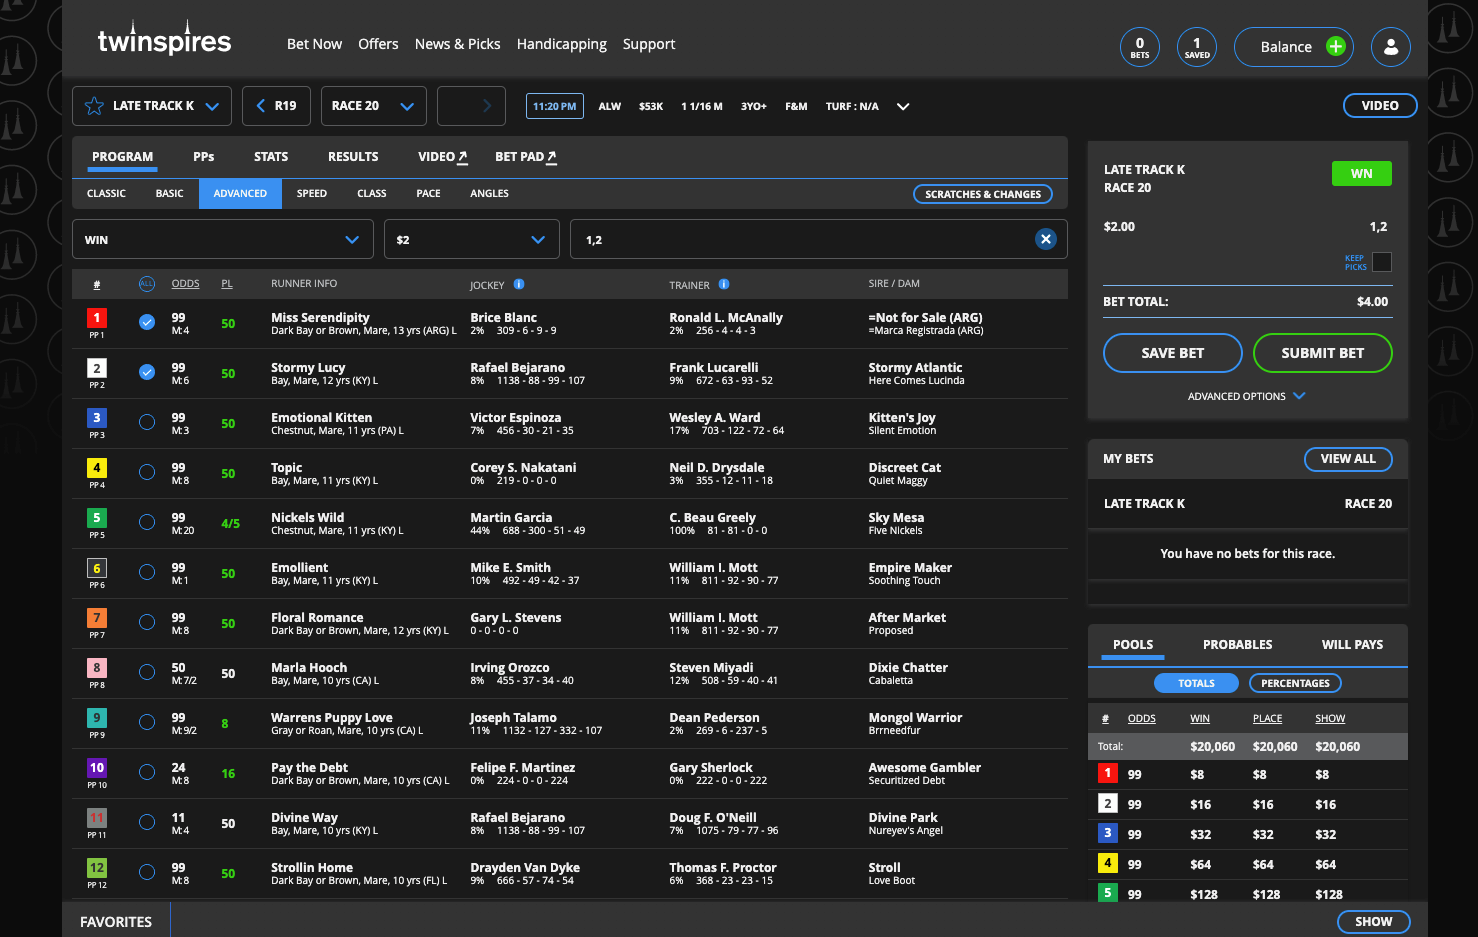 twinspires
Bet Now Offers News & Picks Handicapping Support
0 BETS
1 SAVED
Balance
LATE TRACK K
R19
RACE 20
11:20 PM ALW $53K 1 1/16 M 3YO+ F&M TURF : N/A
VIDEO
PROGRAM PPs STATS RESULTS VIDEO BET PAD
CLASSIC BASIC ADVANCED SPEED CLASS PACE ANGLES
SCRATCHES & CHANGES
WIN $2 1,2
# ALL ODDS PL RUNNER INFO JOCKEY i TRAINER i SIRE / DAM
1 99 50 Miss Serendipity Brice Blanc Ronald L. McAnally =Not for Sale (ARG)
PP 1 M:4 Dark Bay or Brown, Mare, 13 yrs (ARG) L 2% 309 - 6 - 9 - 9 2% 256 - 4 - 4 - 3 =Marca Registrada (ARG)
2 99 50 Stormy Lucy Rafael Bejarano Frank Lucarelli Stormy Atlantic
PP 2 M:6 Bay, Mare, 12 yrs (KY) L 8% 1138 - 88 - 99 - 107 9% 672 - 63 - 93 - 52 Here Comes Lucinda
3 99 50 Emotional Kitten Victor Espinoza Wesley A. Ward Kitten's Joy
PP 3 M:3 Chestnut, Mare, 11 yrs (PA) L 7% 456 - 30 - 21 - 35 17% 703 - 122 - 72 - 64 Silent Emotion
4 99 50 Topic Corey S. Nakatani Neil D. Drysdale Discreet Cat
PP 4 M:8 Bay, Mare, 11 yrs (KY) L 0% 219 - 0 - 0 - 0 3% 355 - 12 - 11 - 18 Quiet Maggy
5 99 4/5 Nickels Wild Martin Garcia C. Beau Greely Sky Mesa
PP 5 M:20 Chestnut, Mare, 11 yrs (KY) L 44% 688 - 300 - 51 - 49 100% 81 - 81 - 0 - 0 Five Nickels
6 99 50 Emollient Mike E. Smith William I. Mott Empire Maker
PP 6 M:1 Bay, Mare, 11 yrs (KY) L 10% 492 - 49 - 42 - 37 11% 811 - 92 - 90 - 77 Soothing Touch
7 99 50 Floral Romance Gary L. Stevens William I. Mott After Market
PP 7 M:8 Dark Bay or Brown, Mare, 12 yrs (KY) L 0 - 0 - 0 - 0 11% 811 - 92 - 90 - 77 Proposed
8 50 50 Marla Hooch Irving Orozco Steven Miyadi Dixie Chatter
PP 8 M:7/2 Bay, Mare, 10 yrs (CA) L 8% 455 - 37 - 34 - 40 12% 508 - 59 - 40 - 41 Cabaletta
9 99 8 Warrens Puppy Love Joseph Talamo Dean Pederson Mongol Warrior
PP 9 M:9/2 Gray or Roan, Mare, 10 yrs (CA) L 11% 1132 - 127 - 332 - 107 2% 269 - 6 - 237 - 5 Brrneedfur
10 24 16 Pay the Debt Felipe F. Martinez Gary Sherlock Awesome Gambler
PP 10 M:8 Dark Bay or Brown, Mare, 10 yrs (CA) L 0% 224 - 0 - 0 - 224 0% 222 - 0 - 0 - 222 Securitized Debt
11 11 50 Divine Way Rafael Bejarano Doug F. O'Neill Divine Park
PP 11 M:4 Bay, Mare, 10 yrs (KY) L 8% 1138 - 88 - 99 - 107 7% 1075 - 79 - 77 - 96 Nureyev's Angel
12 99 50 Strollin Home Drayden Van Dyke Thomas F. Proctor Stroll
PP 12 M:8 Dark Bay or Brown, Mare, 10 yrs (FL) L 9% 666 - 57 - 74 - 54 6% 368 - 23 - 23 - 15 Love Boot
LATE TRACK K
RACE 20
WN
$2.00 1,2
KEEP PICKS
BET TOTAL: $4.00
SAVE BET SUBMIT BET
ADVANCED OPTIONS
MY BETS VIEW ALL
LATE TRACK K RACE 20
You have no bets for this race.
POOLS PROBABLES WILL PAYS
TOTALS PERCENTAGES
# ODDS WIN PLACE SHOW
Total: $20,060 $20,060 $20,060
1 99 $8 $8 $8
2 99 $16 $16 $16
3 99 $32 $32 $32
4 99 $64 $64 $64
5 99 $128 $128 $128
FAVORITES SHOW